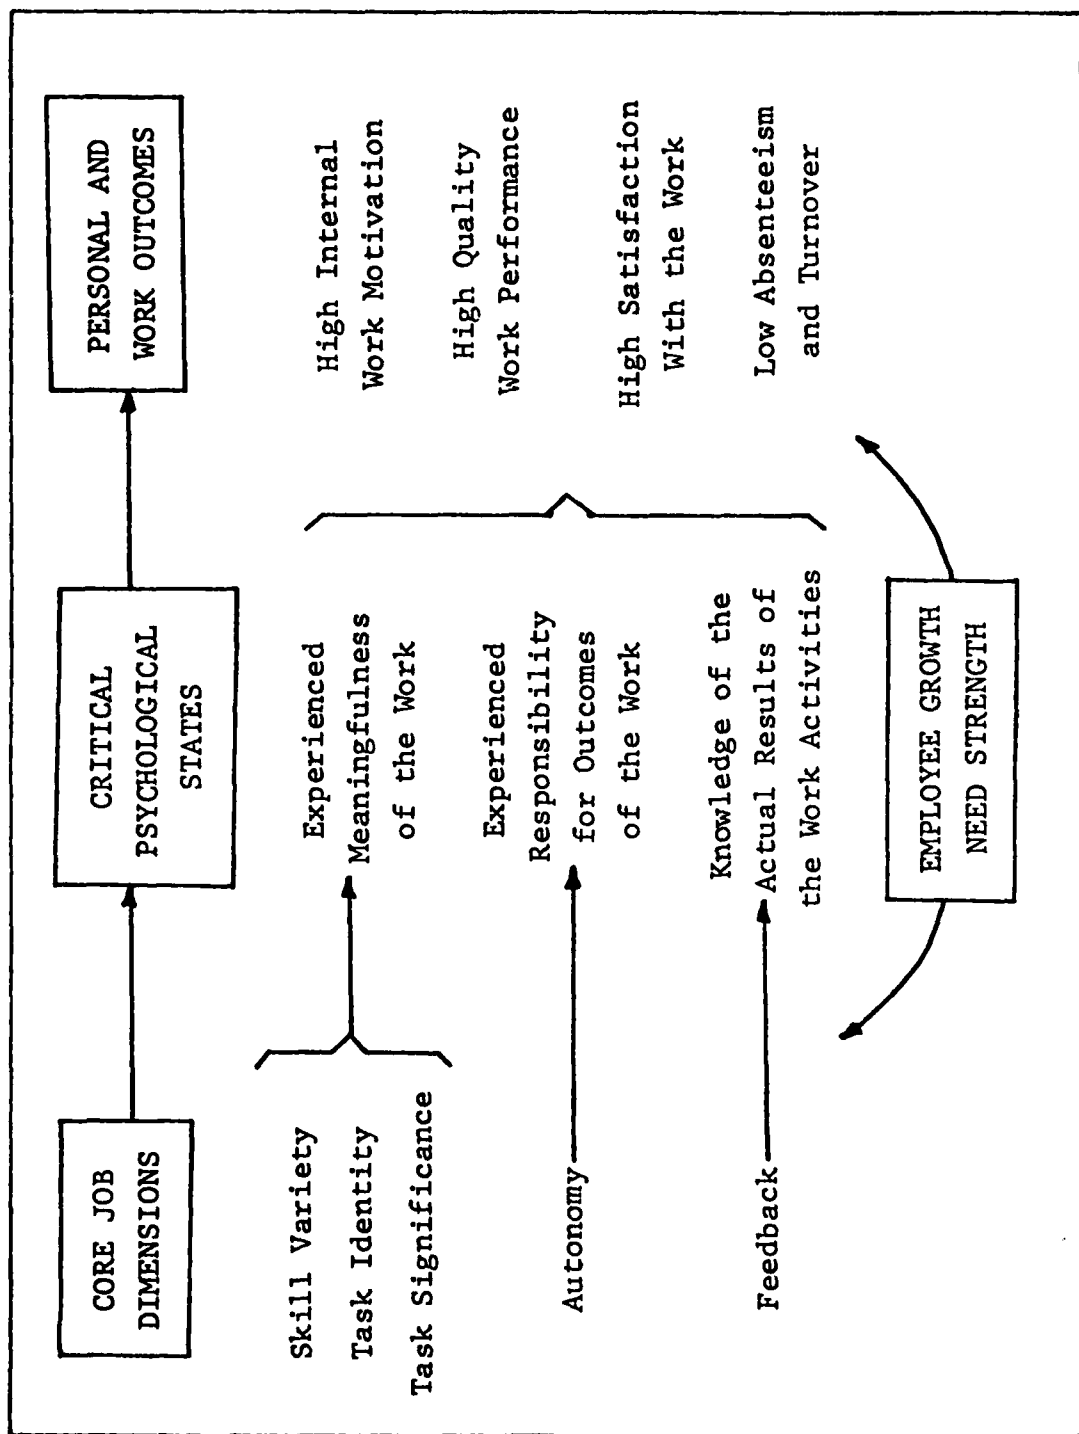 CORE JOB
DIMENSIONS
CRITICAL
PSYCHOLOGICAL
STATES
PERSONAL AND
WORK OUTCOMES
Skill Variety
Task Identity
Task Significance
Experienced
Meaningfulness
of the Work
High Internal
Work Motivation
High Quality
Work Performance
Autonomy
Experienced
Responsibility
for Outcomes
of the Work
High Satisfaction
With the Work
Feedback
Knowledge of the
Actual Results of
the Work Activities
Low Absenteeism
and Turnover
EMPLOYEE GROWTH
NEED STRENGTH